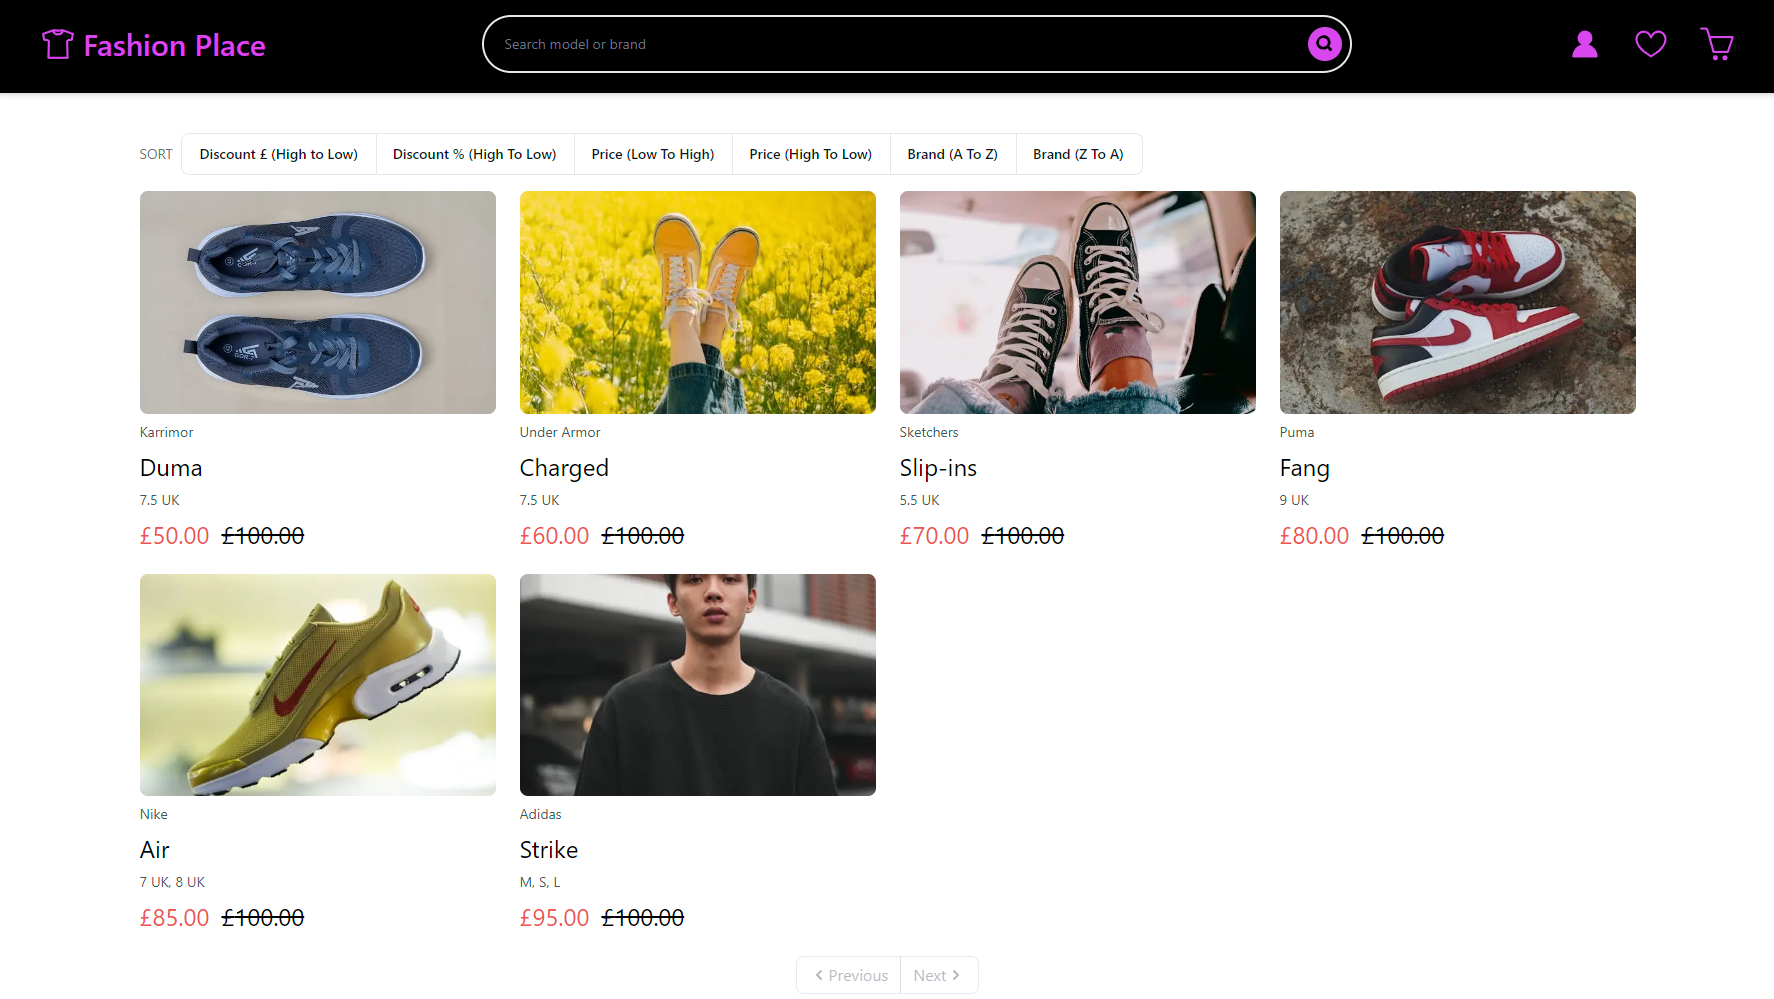 Fashion Place
Search model or brand
SORT
Discount £ (High to Low)
Discount % (High To Low)
Price (Low To High)
Price (High To Low)
Brand (A To Z)
Brand (Z To A)
Karrimor
Duma
7.5 UK
£50.00 £100.00
Under Armor
Charged
7.5 UK
£60.00 £100.00
Sketchers
Slip-ins
5.5 UK
£70.00 £100.00
Puma
Fang
9 UK
£80.00 £100.00
Nike
Air
7 UK, 8 UK
£85.00 £100.00
Adidas
Strike
M, S, L
£95.00 £100.00
Previous
Next